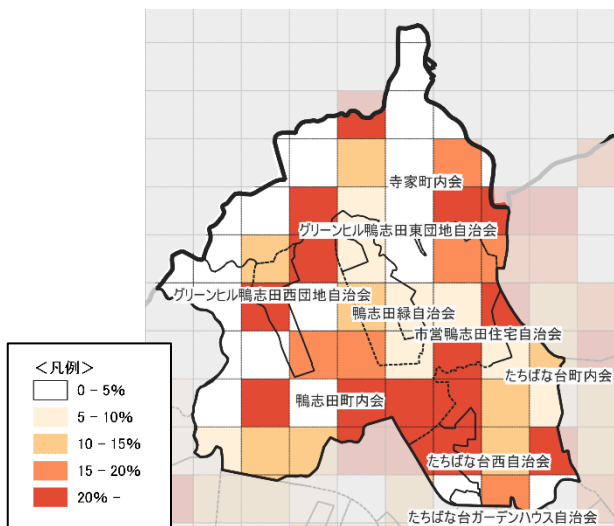 寺家町内会
グリーンヒル鴨志田東団地自治会
グリーンヒル鴨志田西団地自治会
鴨志田緑自治会
市営鴨志田住宅自治会
たちばな台町内会
鴨志田町内会
たちばな台西自治会
たちばな台ガーデンハウス自治会
＜凡例＞
0 – 5%
5 – 10%
10 – 15%
15 – 20%
20% -